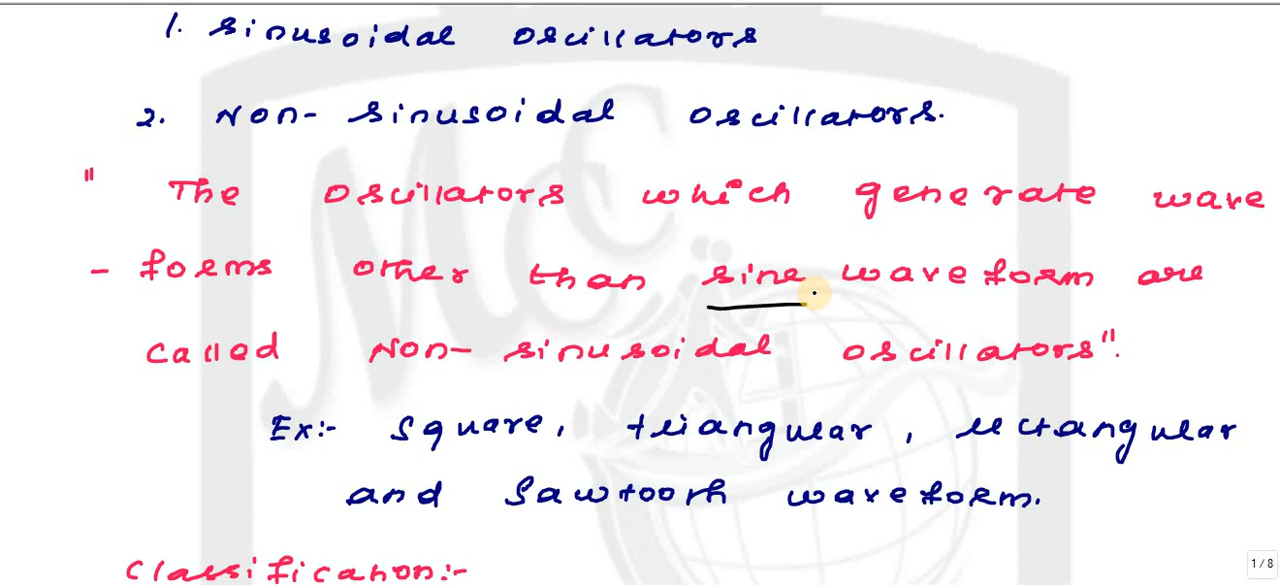 1. Sinusoidal oscillators
2. Non-sinusoidal oscillators.
" The oscillators which generate wave
- forms other than sine waveform are
called Non-sinusoidal oscillators".
Ex:- Square, triangular, rectangular
and Sawtooth waveform.
Classification:-
1 / 8